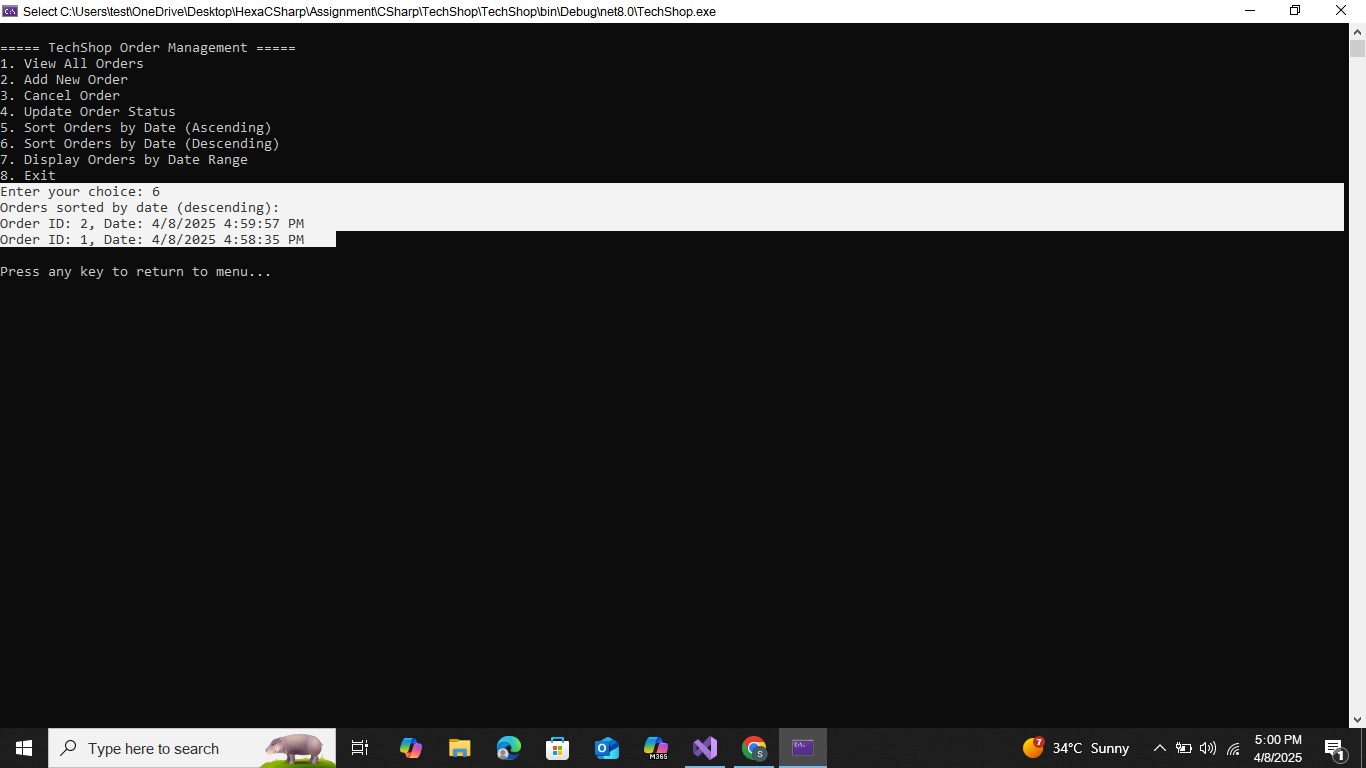 Select C:\Users\test\OneDrive\Desktop\HexaCSharp\Assignment\CSharp\TechShop\TechShop\bin\Debug\net8.0\TechShop.exe
===== TechShop Order Management =====
1. View All Orders
2. Add New Order
3. Cancel Order
4. Update Order Status
5. Sort Orders by Date (Ascending)
6. Sort Orders by Date (Descending)
7. Display Orders by Date Range
8. Exit
Enter your choice: 6
Orders sorted by date (descending):
Order ID: 2, Date: 4/8/2025 4:59:57 PM
Order ID: 1, Date: 4/8/2025 4:58:35 PM
Press any key to return to menu...
Type here to search
M365
S
7
34°C Sunny
5:00 PM
4/8/2025
1